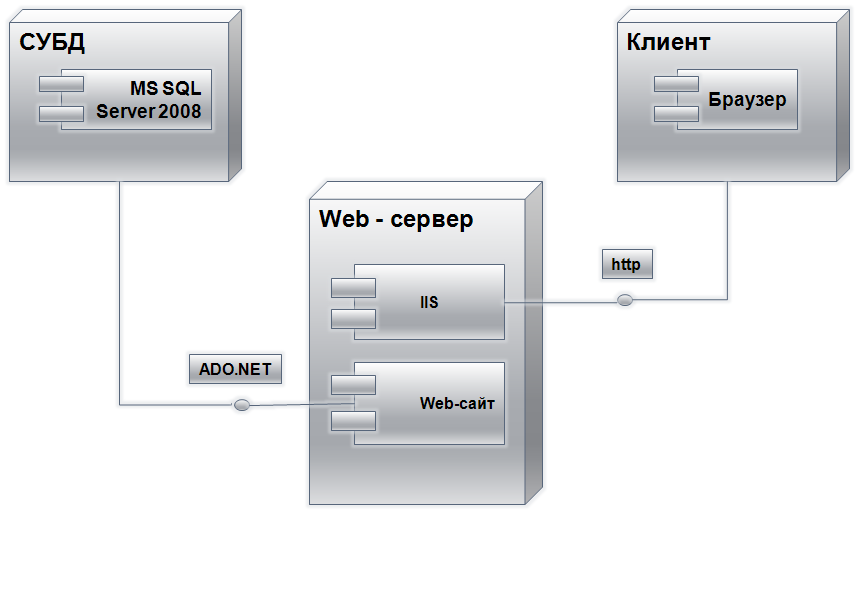 СУБД
MS SQL
Server 2008
Клиент
Браузер
Web - сервер
http
IIS
ADO.NET
Web-сайт